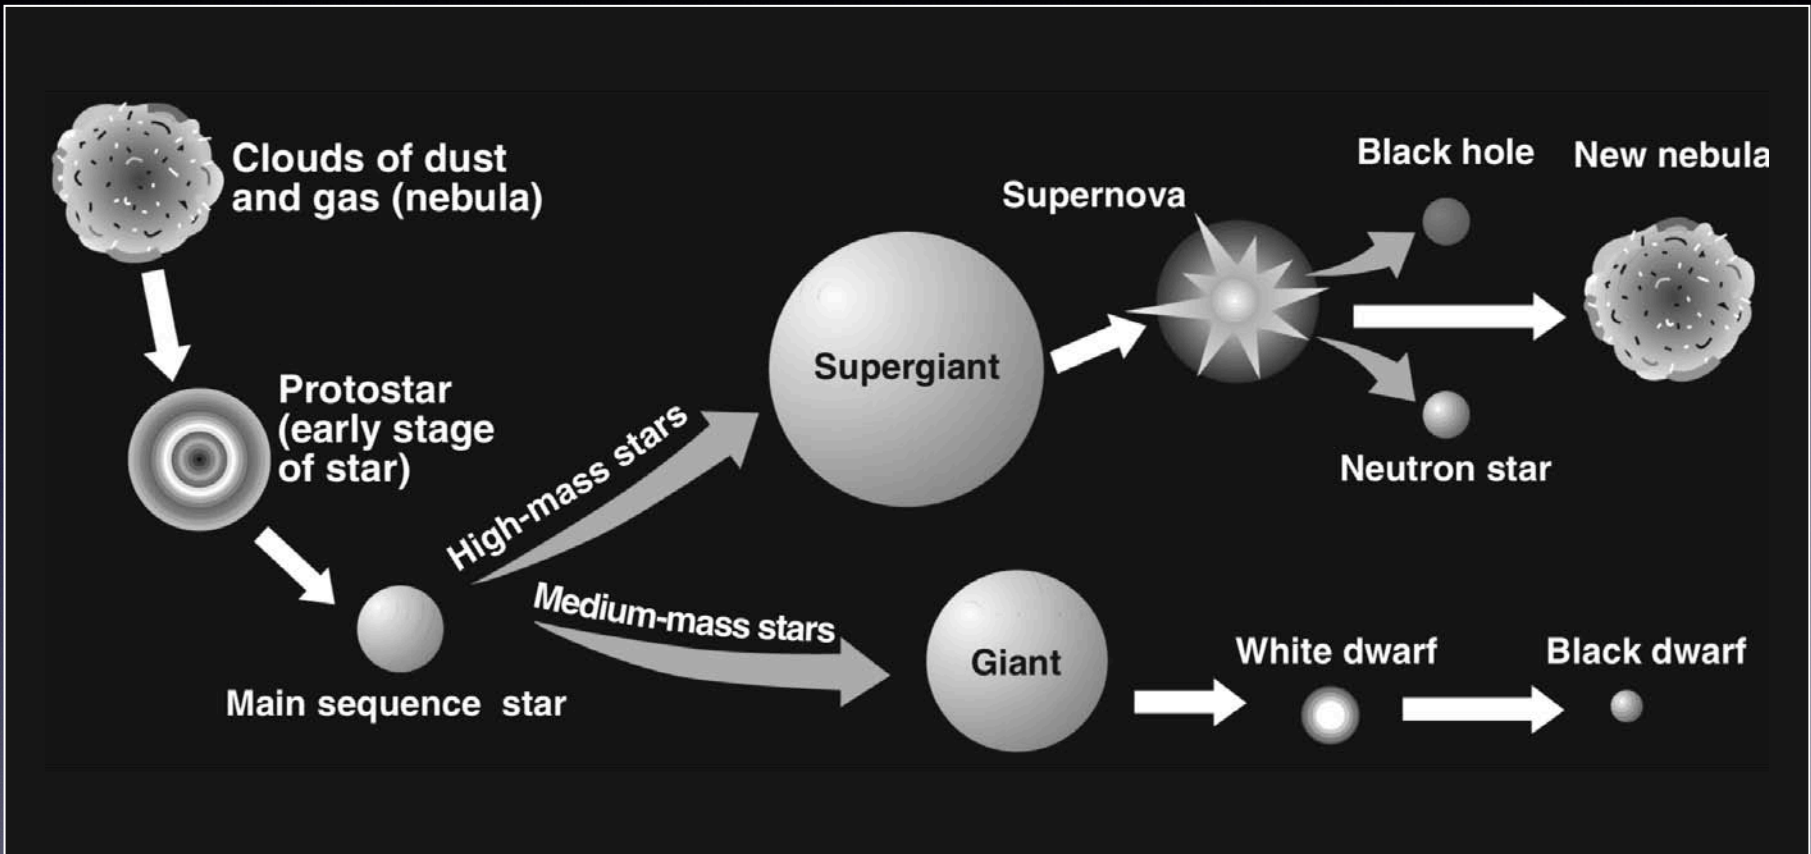 Clouds of dust
and gas (nebula)
Protostar
(early stage
of star)
Main sequence star
High-mass stars
Medium-mass stars
Supergiant
Supernova
Black hole
New nebula
Neutron star
Giant
White dwarf
Black dwarf